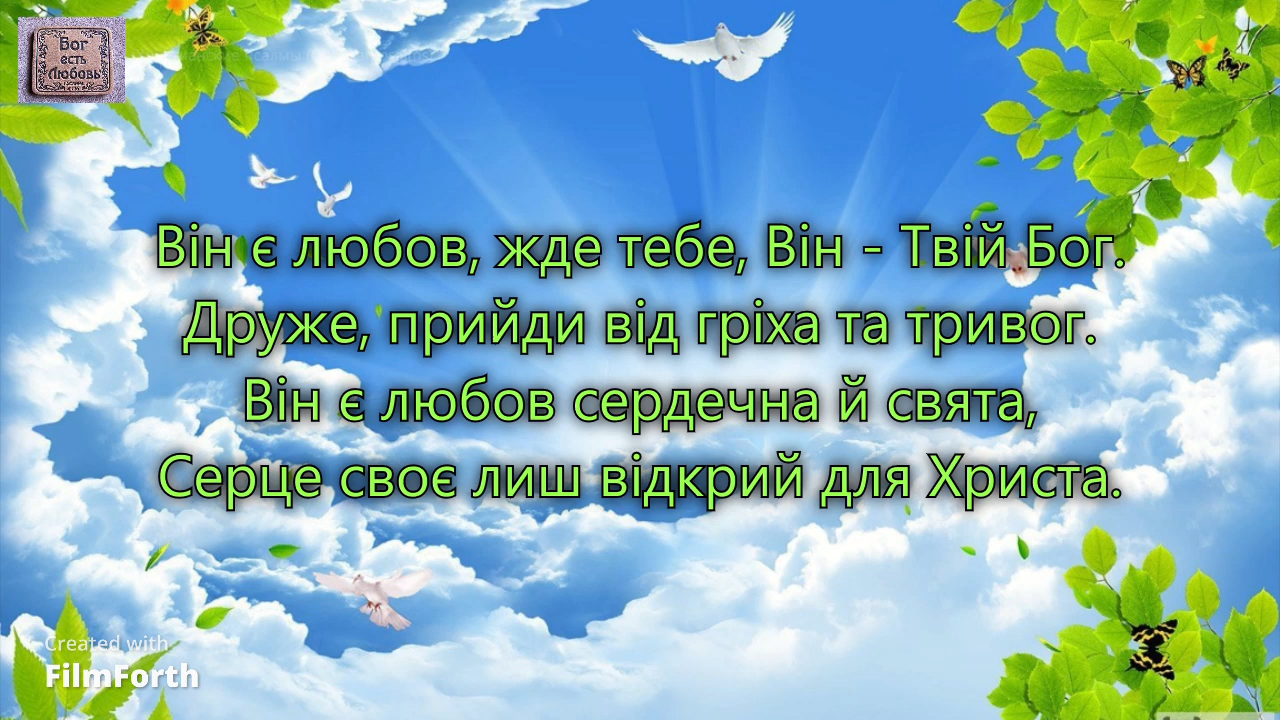 Бог
есть
Любовь
Він є любов, жде тебе, Він - Твій Бог.
Друже, прийди від гріха та тривог.
Він є любов сердечна й свята,
Серце своє лиш відкрий для Христа.
Created with
FilmForth